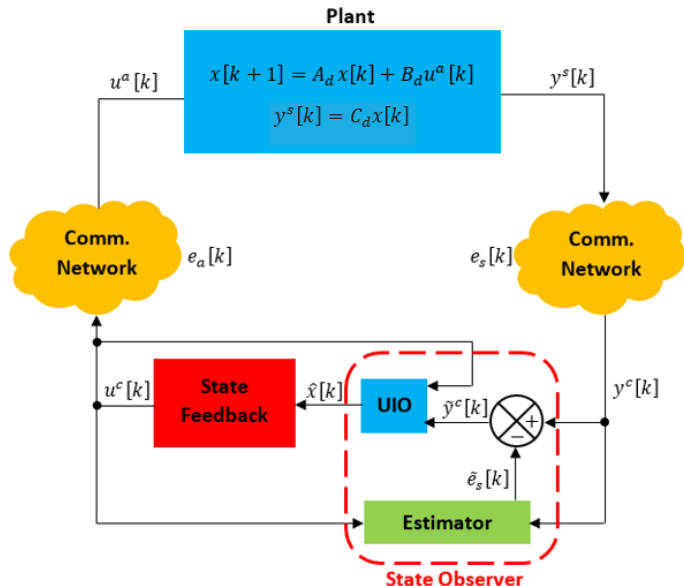 Plant
u^a[k]
x[k + 1] = A_d x[k] + B_d u^a[k]
y^s[k] = C_d x[k]
y^s[k]
Comm.
Network
e_a[k]
e_s[k]
Comm.
Network
u^c[k]
State
Feedback
x̂[k]
UIO
ỹ^c[k]
+
−
y^c[k]
ẽ_s[k]
Estimator
State Observer